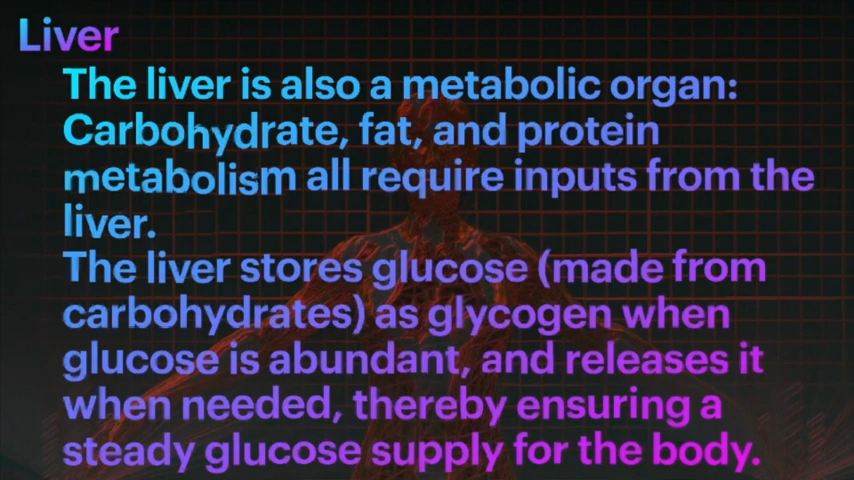 Liver
The liver is also a metabolic organ:
Carbohydrate, fat, and protein
metabolism all require inputs from the
liver.
The liver stores glucose (made from
carbohydrates) as glycogen when
glucose is abundant, and releases it
when needed, thereby ensuring a
steady glucose supply for the body.